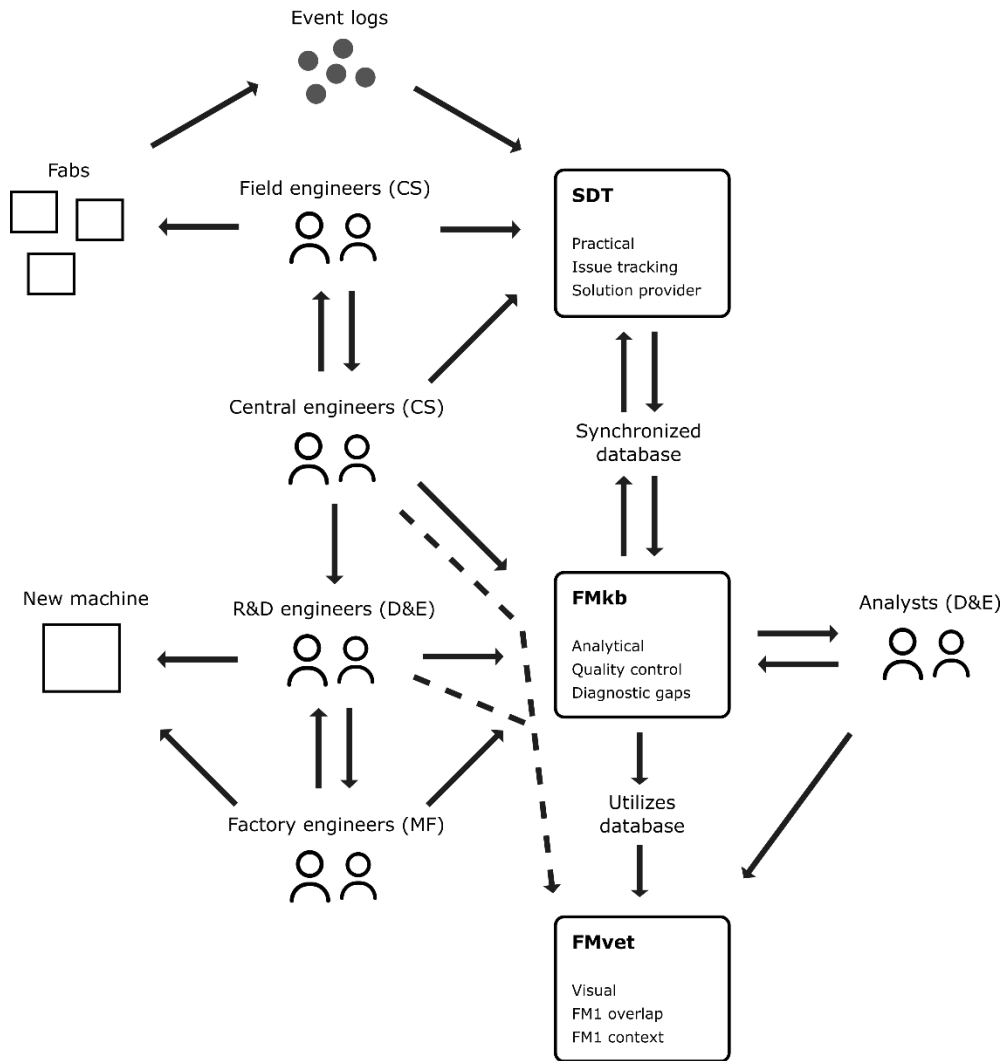 Event logs
Fabs
Field engineers (CS)
SDT
Practical
Issue tracking
Solution provider
Central engineers (CS)
Synchronized
database
New machine
R&D engineers (D&E)
FMkb
Analytical
Quality control
Diagnostic gaps
Analysts (D&E)
Utilizes
database
Factory engineers (MF)
FMvet
Visual
FM1 overlap
FM1 context